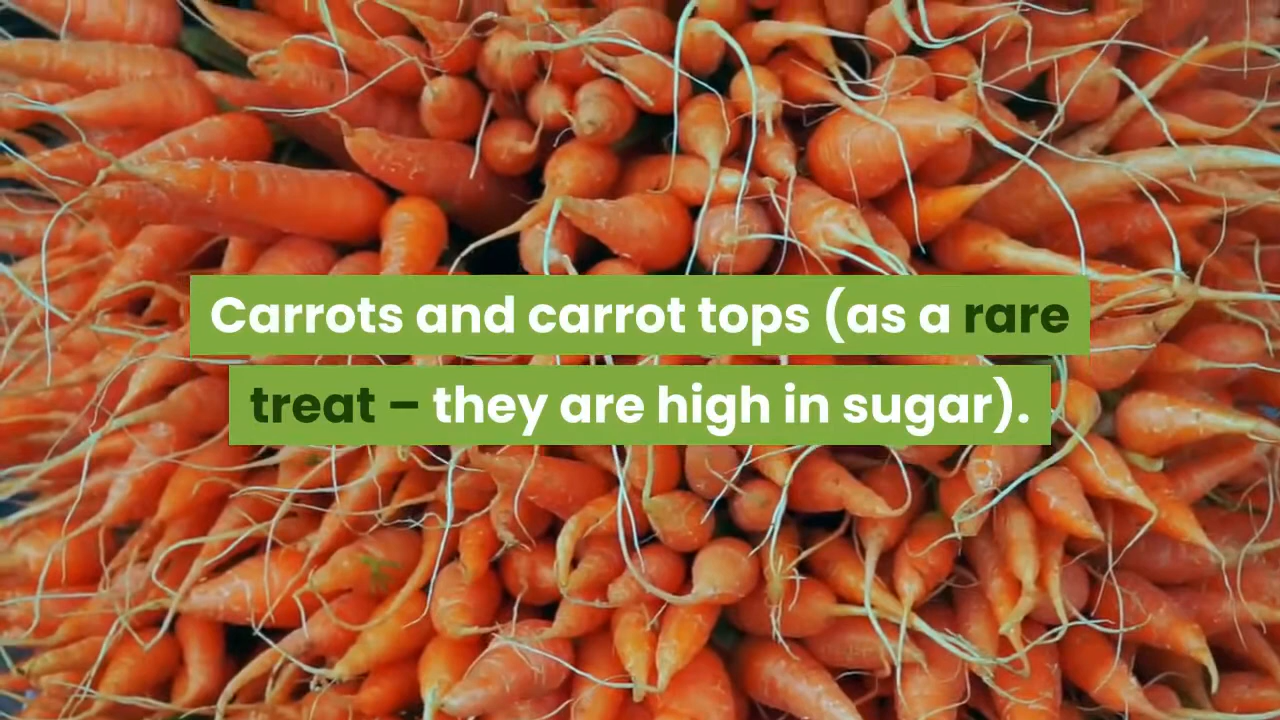 Carrots and carrot tops (as a rare
treat – they are high in sugar).